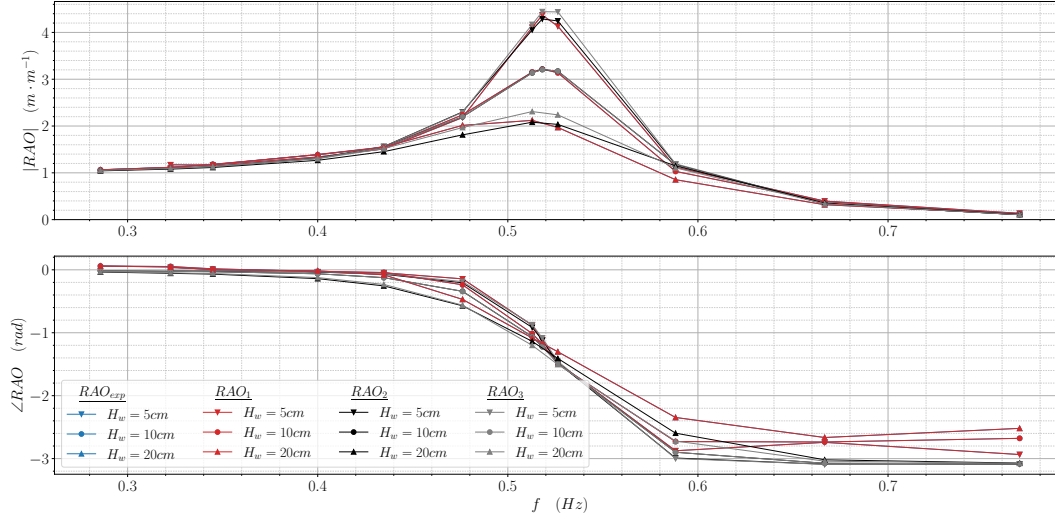 4
3
2
1
0
|RAO| (m · m⁻¹)
0.3 0.4 0.5 0.6 0.7
0
−1
−2
−3
∠RAO (rad)
RAO_exp RAO_1 RAO_2 RAO_3
H_w = 5cm H_w = 5cm H_w = 5cm H_w = 5cm
H_w = 10cm H_w = 10cm H_w = 10cm H_w = 10cm
H_w = 20cm H_w = 20cm H_w = 20cm H_w = 20cm
0.3 0.4 0.5 0.6 0.7
f (Hz)